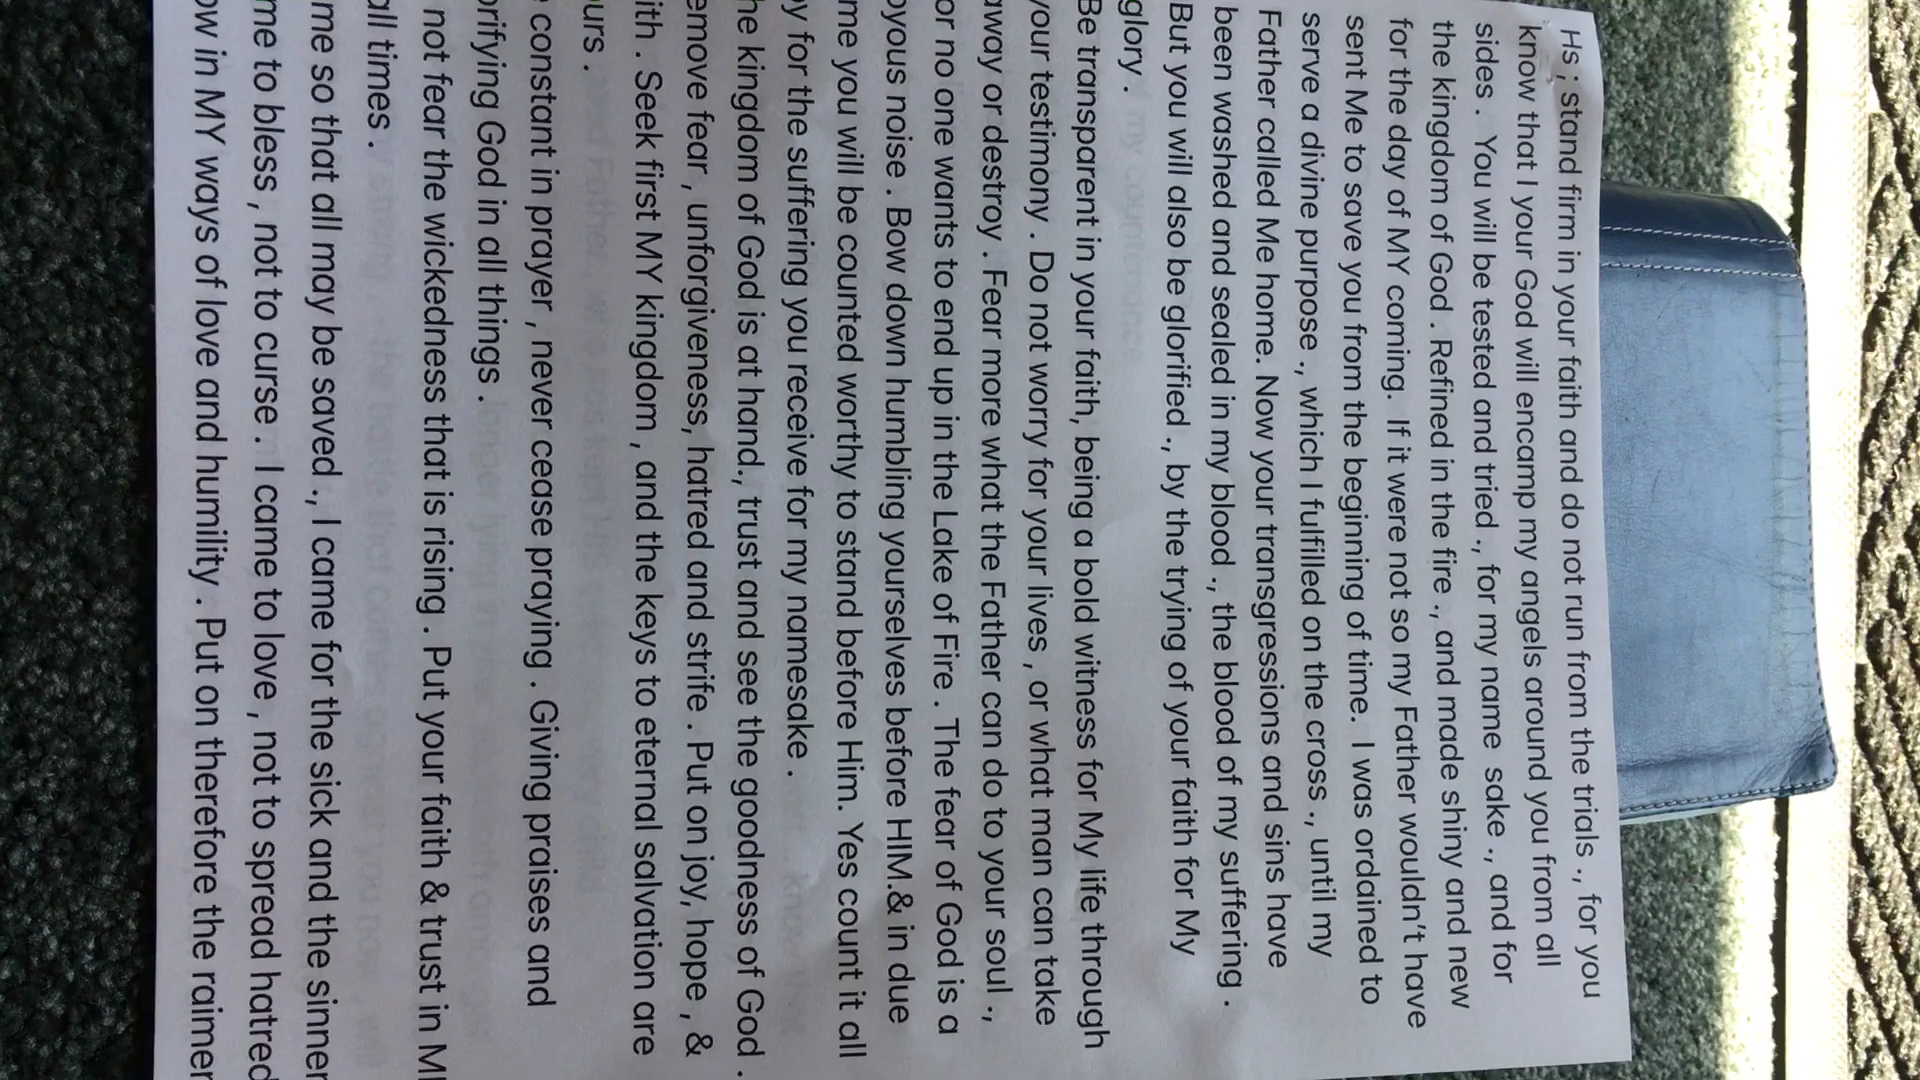 Hs ; stand firm in your faith and do not run from the trials ., for you
know that I your God will encamp my angels around you from all
sides . You will be tested and tried ., for my name sake ., and for
the kingdom of God . Refined in the fire ., and made shiny and new
for the day of MY coming. If it were not so my Father wouldn't have
sent Me to save you from the beginning of time. I was ordained to
serve a divine purpose ., which I fulfilled on the cross ., until my
Father called Me home. Now your transgressions and sins have
been washed and sealed in my blood ., the blood of my suffering .
But you will also be glorified ., by the trying of your faith for My
glory .
Be transparent in your faith, being a bold witness for My life through
your testimony . Do not worry for your lives , or what man can take
away or destroy . Fear more what the Father can do to your soul .,
or no one wants to end up in the Lake of Fire . The fear of God is a
oyous noise . Bow down humbling yourselves before HIM.& in due
me you will be counted worthy to stand before Him. Yes count it all
oy for the suffering you receive for my namesake .
he kingdom of God is at hand., trust and see the goodness of God .
emove fear , unforgiveness, hatred and strife . Put on joy, hope , &
ith . Seek first MY kingdom , and the keys to eternal salvation are
urs .
constant in prayer , never cease praying . Giving praises and
orifying God in all things .
not fear the wickedness that is rising . Put your faith & trust in M
all times .
me so that all may be saved ., I came for the sick and the sinner
me to bless , not to curse . I came to love , not to spread hatred
ow in MY ways of love and humility . Put on therefore the raimer